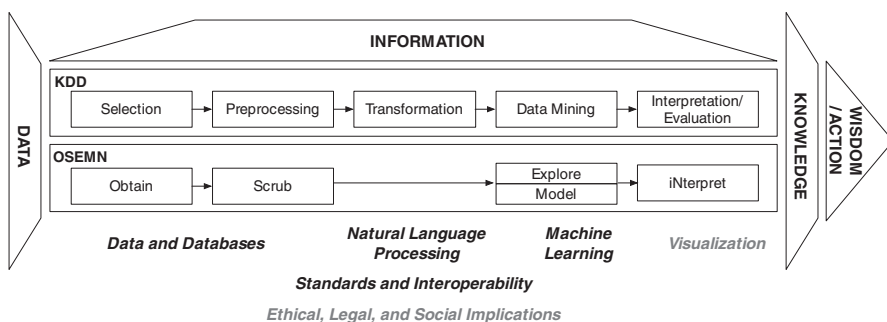 INFORMATION
DATA
KDD
Selection
Preprocessing
Transformation
Data Mining
Interpretation/
Evaluation
OSEMN
Obtain
Scrub
Explore
Model
iNterpret
KNOWLEDGE
WISDOM
/ACTION
Data and Databases
Natural Language
Processing
Machine
Learning
Visualization
Standards and Interoperability
Ethical, Legal, and Social Implications